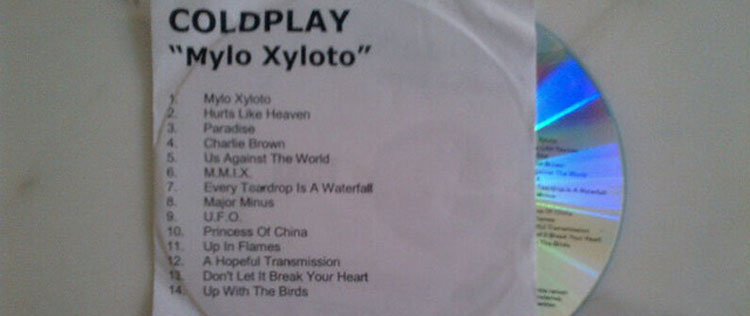 COLDPLAY
“Mylo Xyloto”
1. Mylo Xyloto
2. Hurts Like Heaven
3. Paradise
4. Charlie Brown
5. Us Against The World
6. M.M.I.X.
7. Every Teardrop Is A Waterfall
8. Major Minus
9. U.F.O.
10. Princess Of China
11. Up In Flames
12. A Hopeful Transmission
13. Don't Let It Break Your Heart
14. Up With The Birds